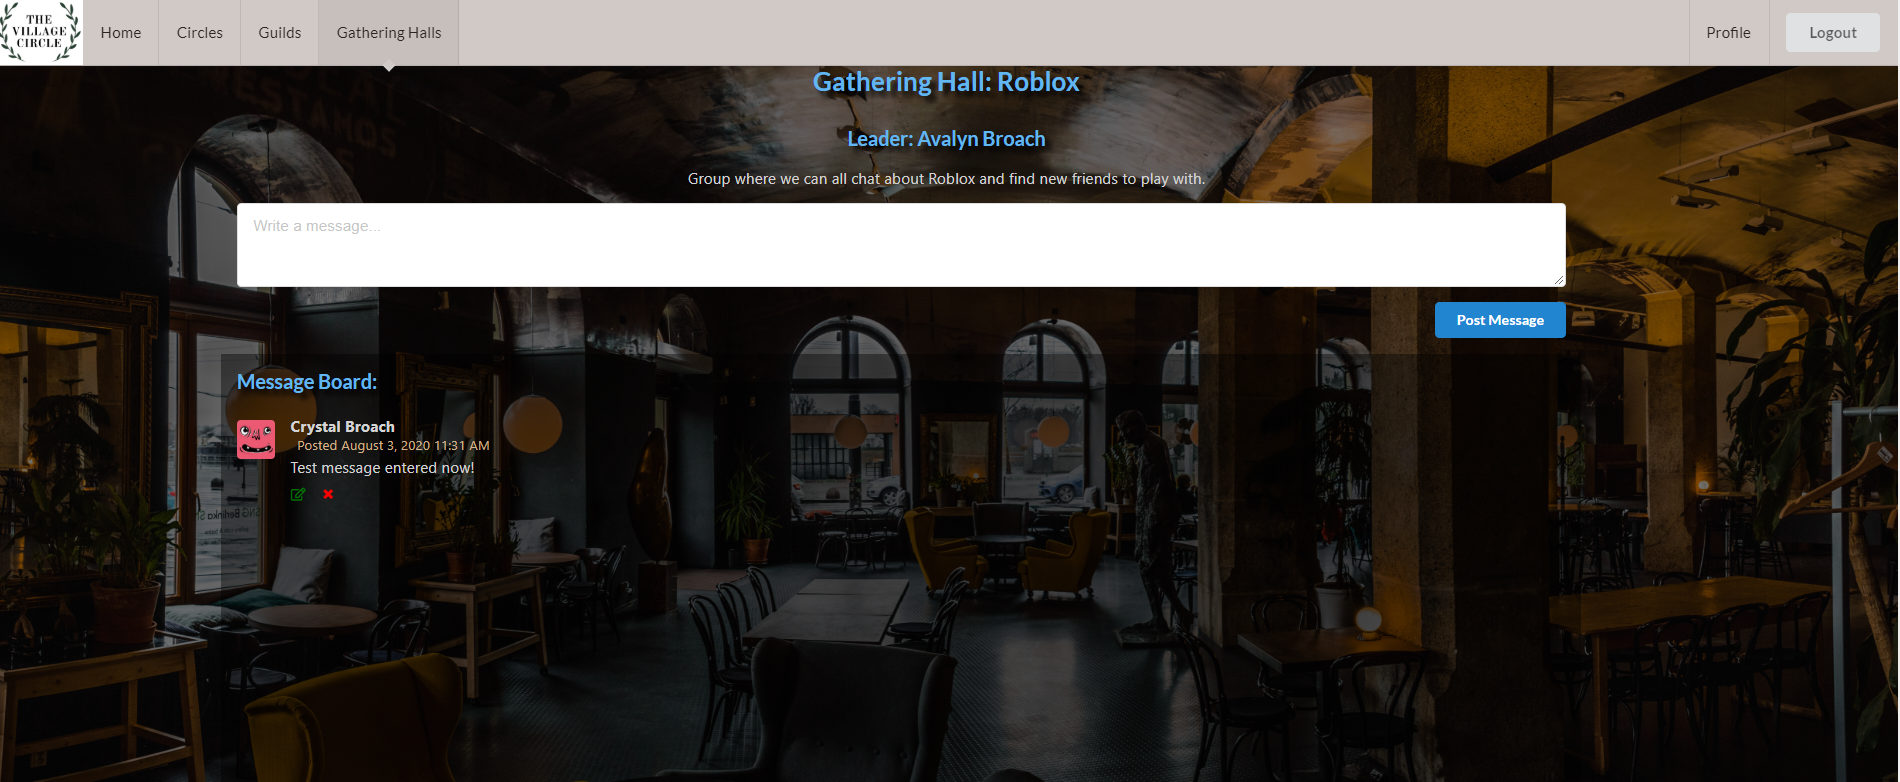 THE
VILLAGE
CIRCLE
Home
Circles
Guilds
Gathering Halls
Profile
Logout
Gathering Hall: Roblox
Leader: Avalyn Broach
Group where we can all chat about Roblox and find new friends to play with.
Write a message...
Post Message
Message Board:
Crystal Broach
Posted August 3, 2020 11:31 AM
Test message entered now!